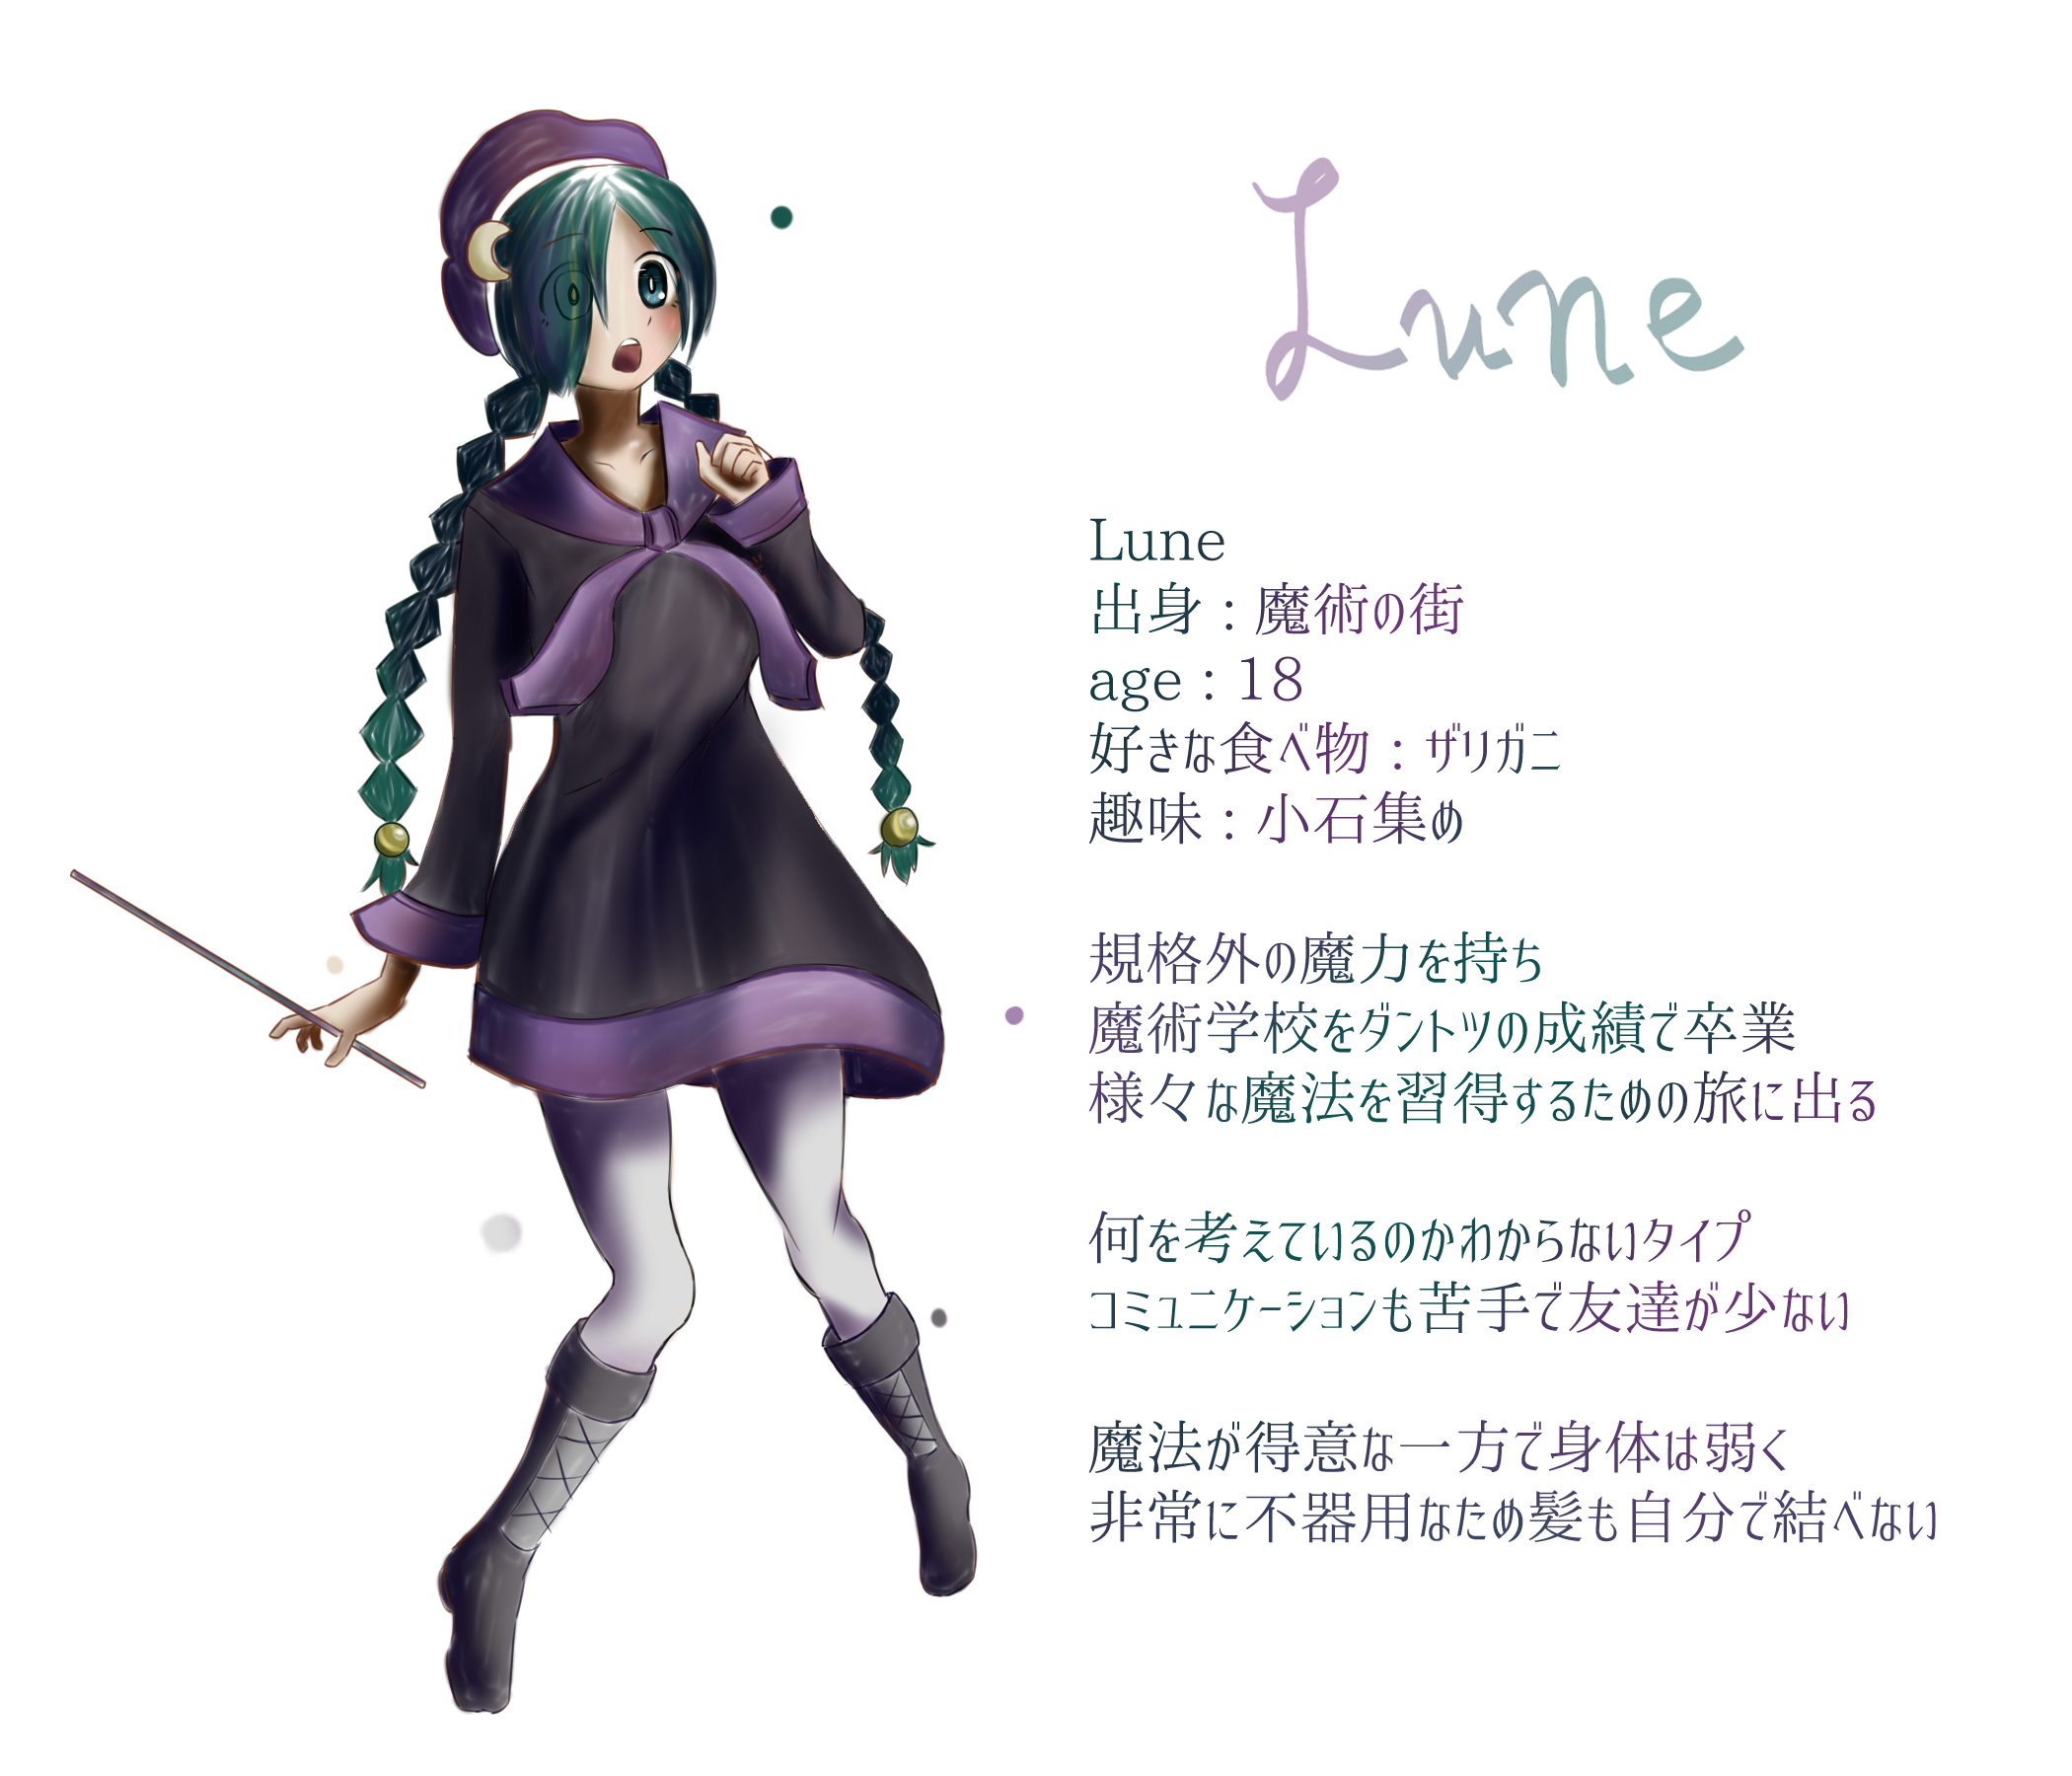 Lune
Lune
出身：魔術の街
age：18
好きな食べ物：ザリガニ
趣味：小石集め
規格外の魔力を持ち
魔術学校をダントツの成績で卒業
様々な魔法を習得するための旅に出る
何を考えているのかわからないタイプ
コミュニケーションも苦手で友達が少ない
魔法が得意な一方で身体は弱く
非常に不器用なため髪も自分で結べない